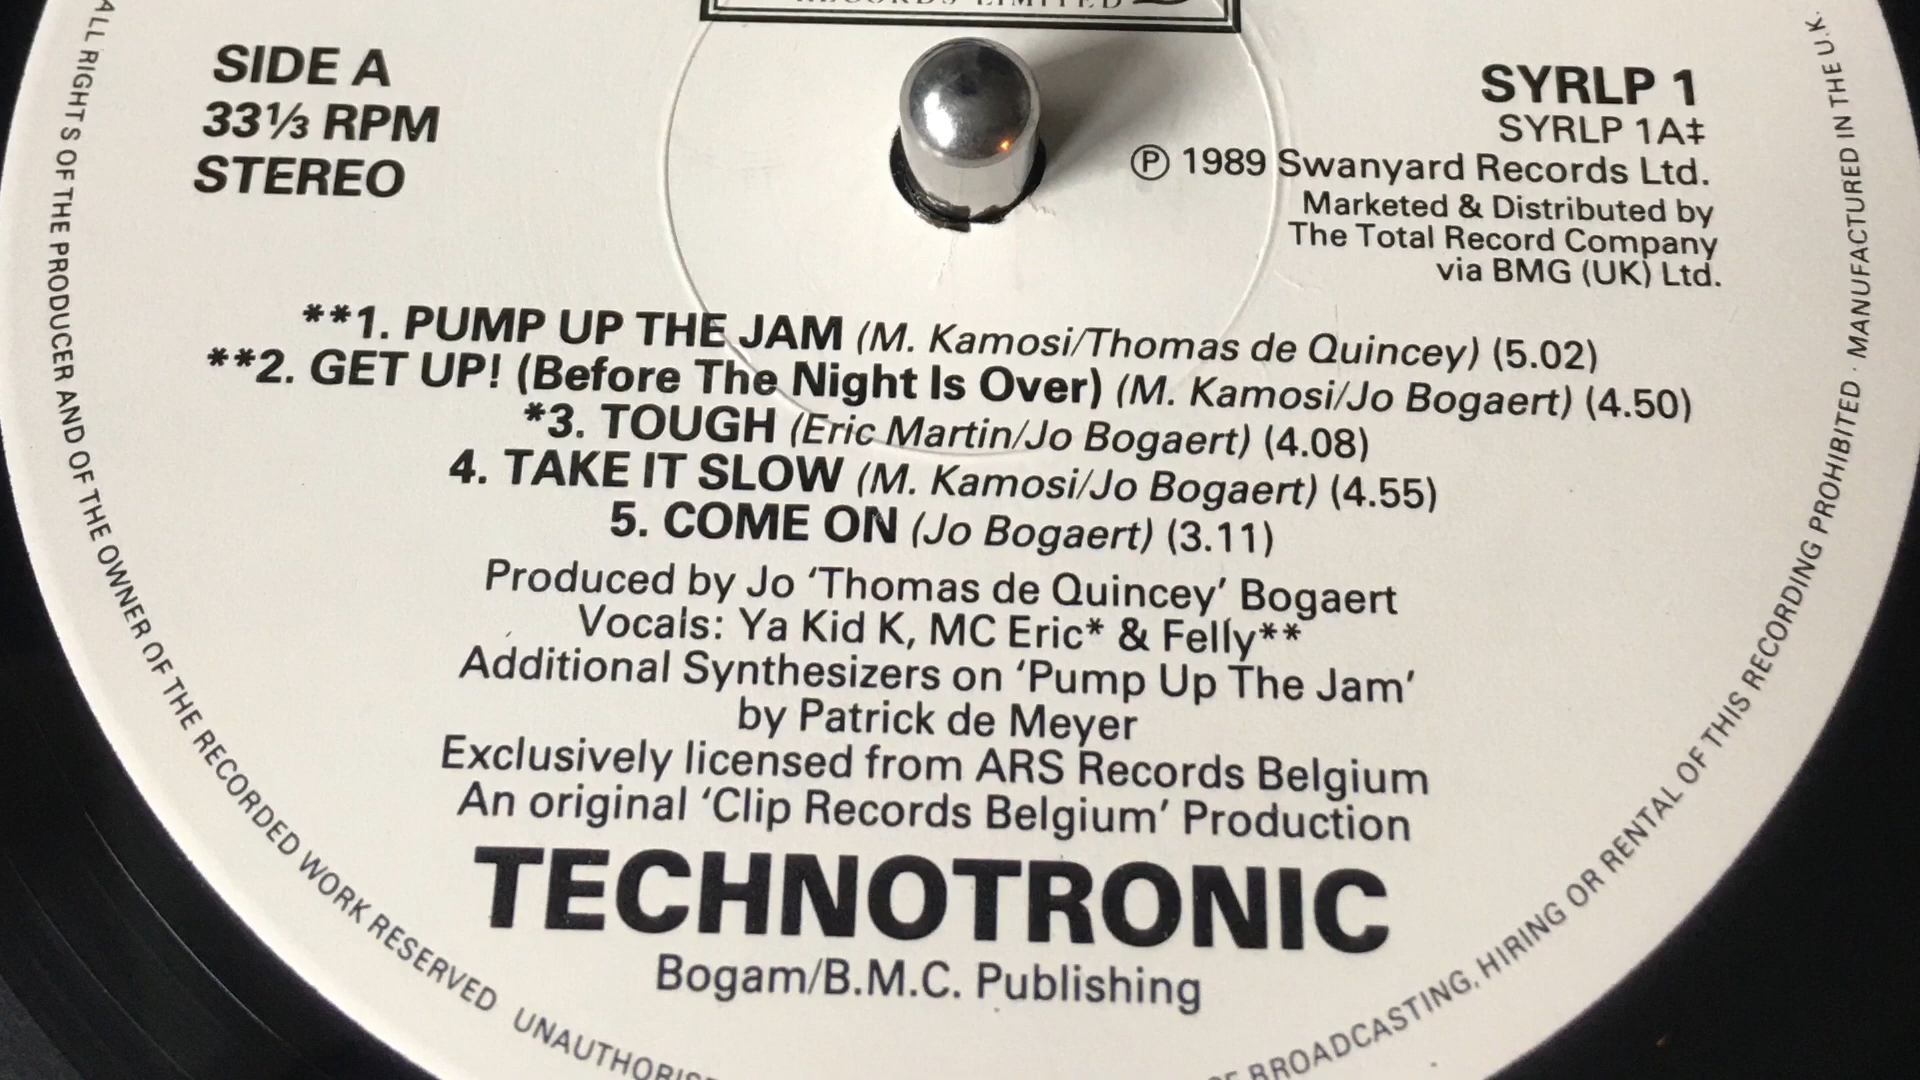 RECORDS LIMITED
SIDE A
33⅓ RPM
STEREO
SYRLP 1
SYRLP 1A‡
Ⓟ 1989 Swanyard Records Ltd.
Marketed & Distributed by
The Total Record Company
via BMG (UK) Ltd.
**1. PUMP UP THE JAM (M. Kamosi/Thomas de Quincey) (5.02)
**2. GET UP! (Before The Night Is Over) (M. Kamosi/Jo Bogaert) (4.50)
*3. TOUGH (Eric Martin/Jo Bogaert) (4.08)
4. TAKE IT SLOW (M. Kamosi/Jo Bogaert) (4.55)
5. COME ON (Jo Bogaert) (3.11)
Produced by Jo ‘Thomas de Quincey’ Bogaert
Vocals: Ya Kid K, MC Eric* & Felly**
Additional Synthesizers on ‘Pump Up The Jam’
by Patrick de Meyer
Exclusively licensed from ARS Records Belgium
An original ‘Clip Records Belgium’ Production
TECHNOTRONIC
Bogam/B.M.C. Publishing
ALL RIGHTS OF THE PRODUCER AND OF THE OWNER OF THE RECORDED WORK RESERVED
BROADCASTING, HIRING OR RENTAL OF THIS RECORDING PROHIBITED · MANUFACTURED IN THE U.K.